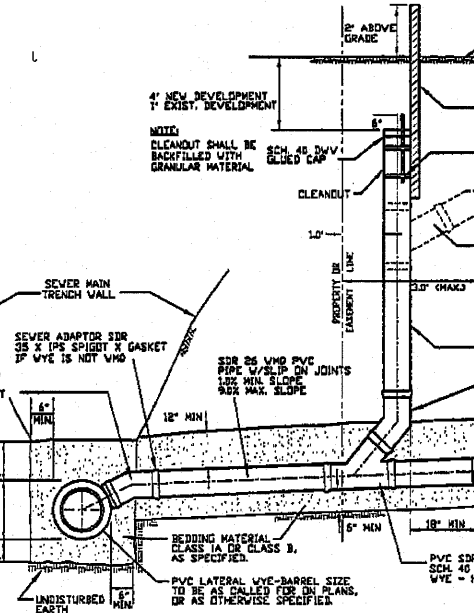 2' ABOVE
GRADE
4' NEW DEVELOPMENT
1' EXIST. DEVELOPMENT
6"
NOTE:
CLEANOUT SHALL BE
BACKFILLED WITH
GRANULAR MATERIAL
SCH. 40 DWV
GLUED CAP
CLEANOUT
1.0'
PROPERTY OR
EASEMENT LINE
3.0' (MAX.)
SEWER MAIN
TRENCH WALL
SEWER ADAPTOR SDR
35 X IPS SPIGOT X GASKET
IF WYE IS NOT WMO
SDR 26 WMO PVC
PIPE W/SLIP ON JOINTS
1.0% MIN. SLOPE
9.0% MAX. SLOPE
6"
MIN.
12" MIN
BEDDING MATERIAL
CLASS IA OR CLASS B,
AS SPECIFIED.
6" MIN
18" MIN
PVC SDR
SCH. 40
WYE -
UNDISTURBED
EARTH
6"
MIN.
PVC LATERAL WYE-BARREL SIZE
TO BE AS CALLED FOR ON PLANS,
OR AS OTHERWISE SPECIFIED.